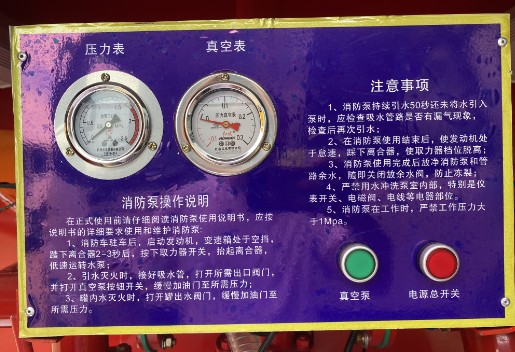 压力表
真空表
注意事项
1、消防泵持续引水50秒还未将水引入
泵时，应检查吸水管路是否有漏气现象，
检查后再次引水；
2、在消防泵使用结束后，使发动机处
于怠速，踩下离合器，使取力器档位脱离；
3、消防泵使用完成后放净消防泵和管
路余水，随即关闭放余水阀，防止冻裂；
4、严禁用水冲洗泵室内部，特别是仪
表开关、电磁阀、电线等电器部位。
5、消防泵在工作时，严禁工作压力大
于1Mpa。
消防泵操作说明
在正式使用前请仔细阅读消防泵使用说明书，应按
说明书的详细要求使用和维护消防泵：
1、消防车驻车后，启动发动机，变速箱处于空挡，
踏下离合器2~3秒后，按下取力器开关，抬起离合器，
低速运转水泵；
2、引水灭火时，接好吸水管，打开所需出口阀门，
并打开真空泵按钮开关，缓慢加油门至所需压力；
3、罐内水灭火时，打开罐出水阀门，缓慢加油门至
所需压力。
真空泵
电源总开关